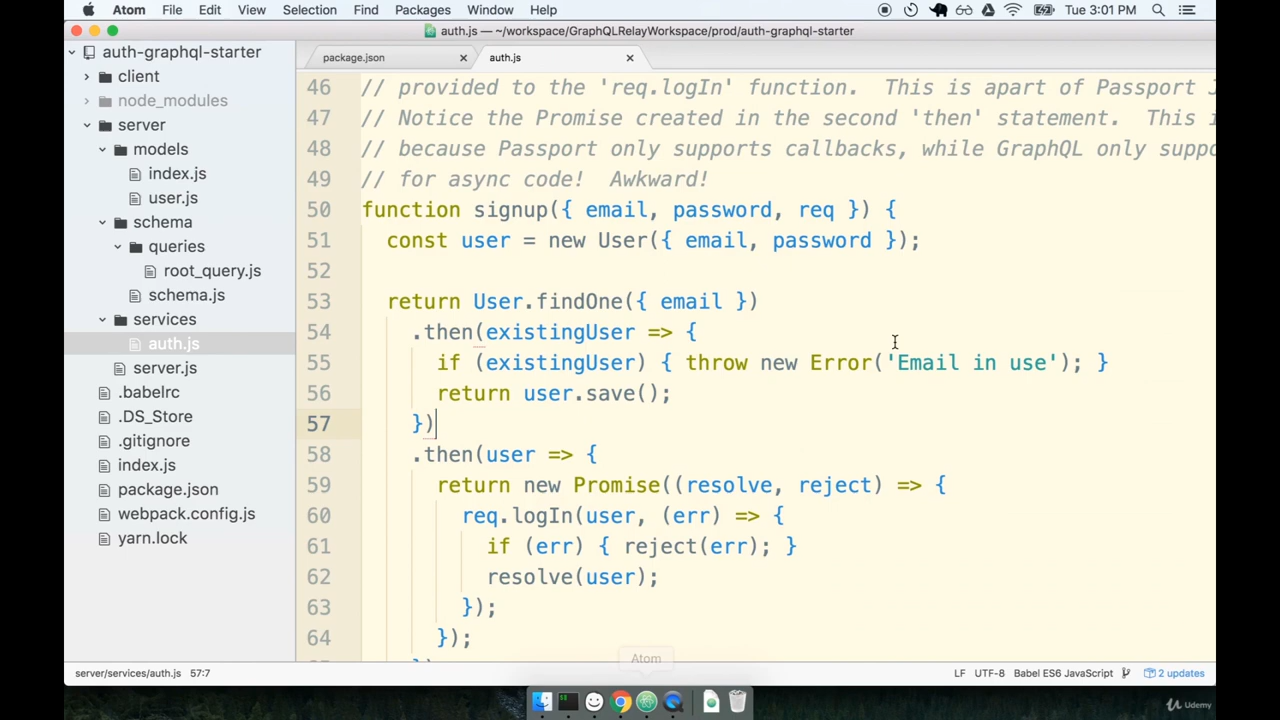 Atom File Edit View Selection Find Packages Window Help Tue 3:01 PM
auth.js — ~/workspace/GraphQLRelayWorkspace/prod/auth-graphql-starter
auth-graphql-starter
client
node_modules
server
models
index.js
user.js
schema
queries
root_query.js
schema.js
services
auth.js
server.js
.babelrc
.DS_Store
.gitignore
index.js
package.json
webpack.config.js
yarn.lock
package.json auth.js
46 // provided to the 'req.logIn' function. This is apart of Passport J
47 // Notice the Promise created in the second 'then' statement. This i
48 // because Passport only supports callbacks, while GraphQL only suppo
49 // for async code! Awkward!
50 function signup({ email, password, req }) {
51 const user = new User({ email, password });
52
53 return User.findOne({ email })
54 .then(existingUser => {
55 if (existingUser) { throw new Error('Email in use'); }
56 return user.save();
57 })
58 .then(user => {
59 return new Promise((resolve, reject) => {
60 req.logIn(user, (err) => {
61 if (err) { reject(err); }
62 resolve(user);
63 });
64 });
Atom
server/services/auth.js 57:7 LF UTF-8 Babel ES6 JavaScript 2 updates
Udemy